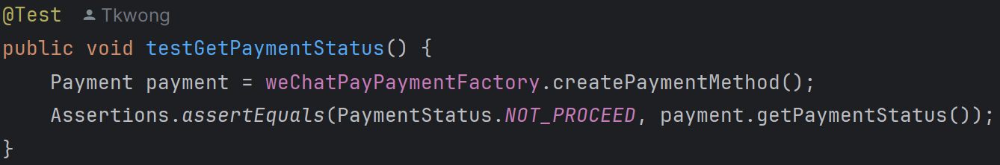 @Test Tkwong
public void testGetPaymentStatus() {
    Payment payment = weChatPayPaymentFactory.createPaymentMethod();
    Assertions.assertEquals(PaymentStatus.NOT_PROCEED, payment.getPaymentStatus());
}